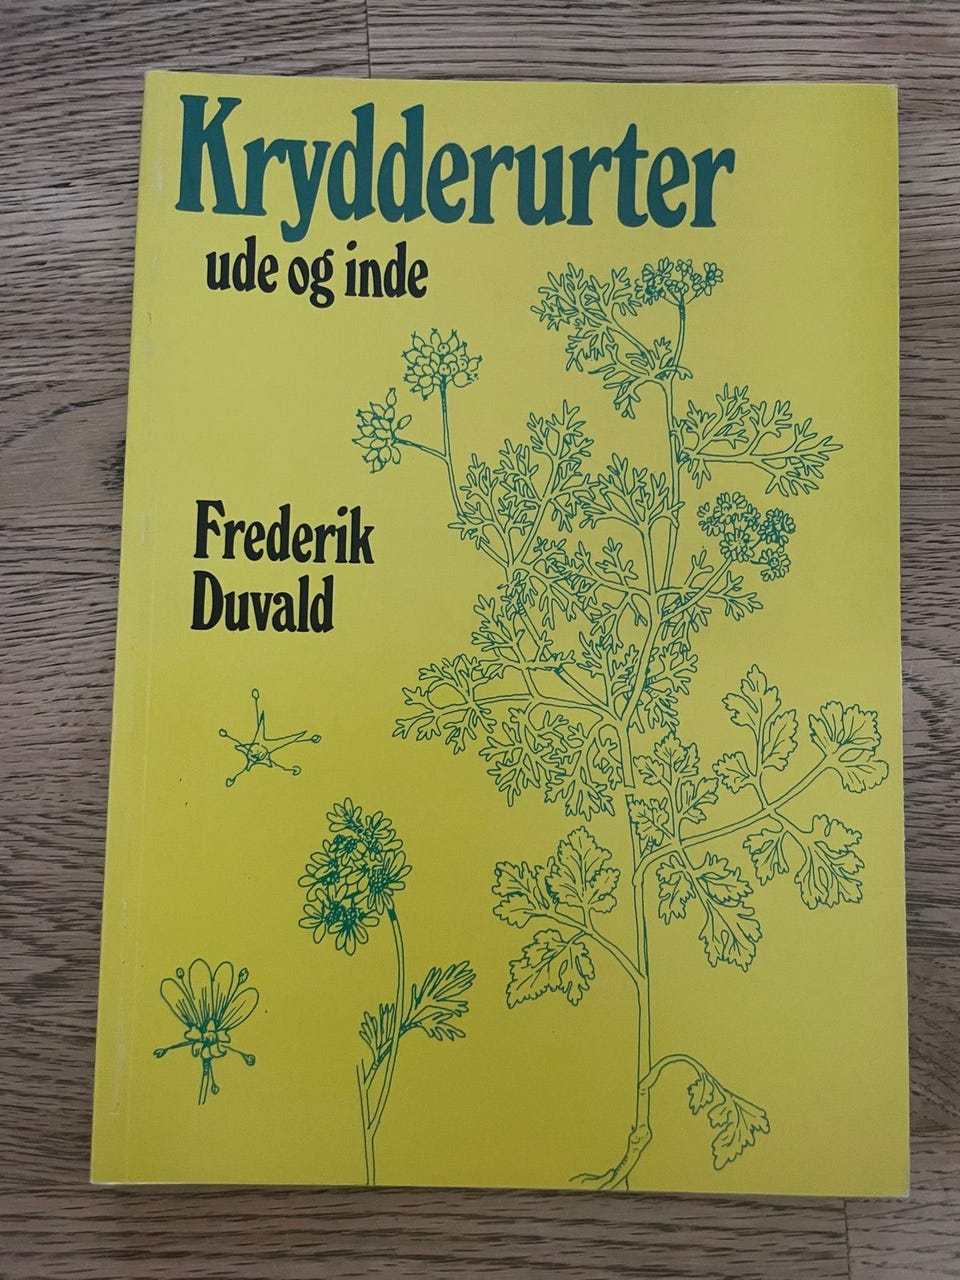 Krydderurter
ude og inde
Frederik
Duvald